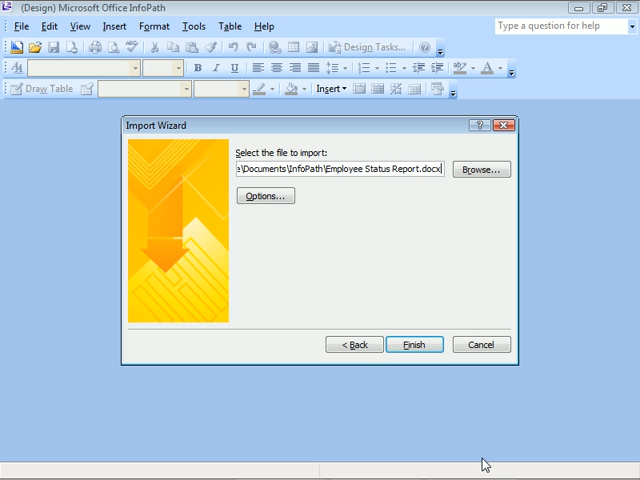 (Design) Microsoft Office InfoPath
File Edit View Insert Format Tools Table Help
Type a question for help
Design Tasks...
B I U
Draw Table
Insert
Import Wizard
Select the file to import:
e\Documents\InfoPath\Employee Status Report.docx
Browse...
Options...
< Back Finish Cancel